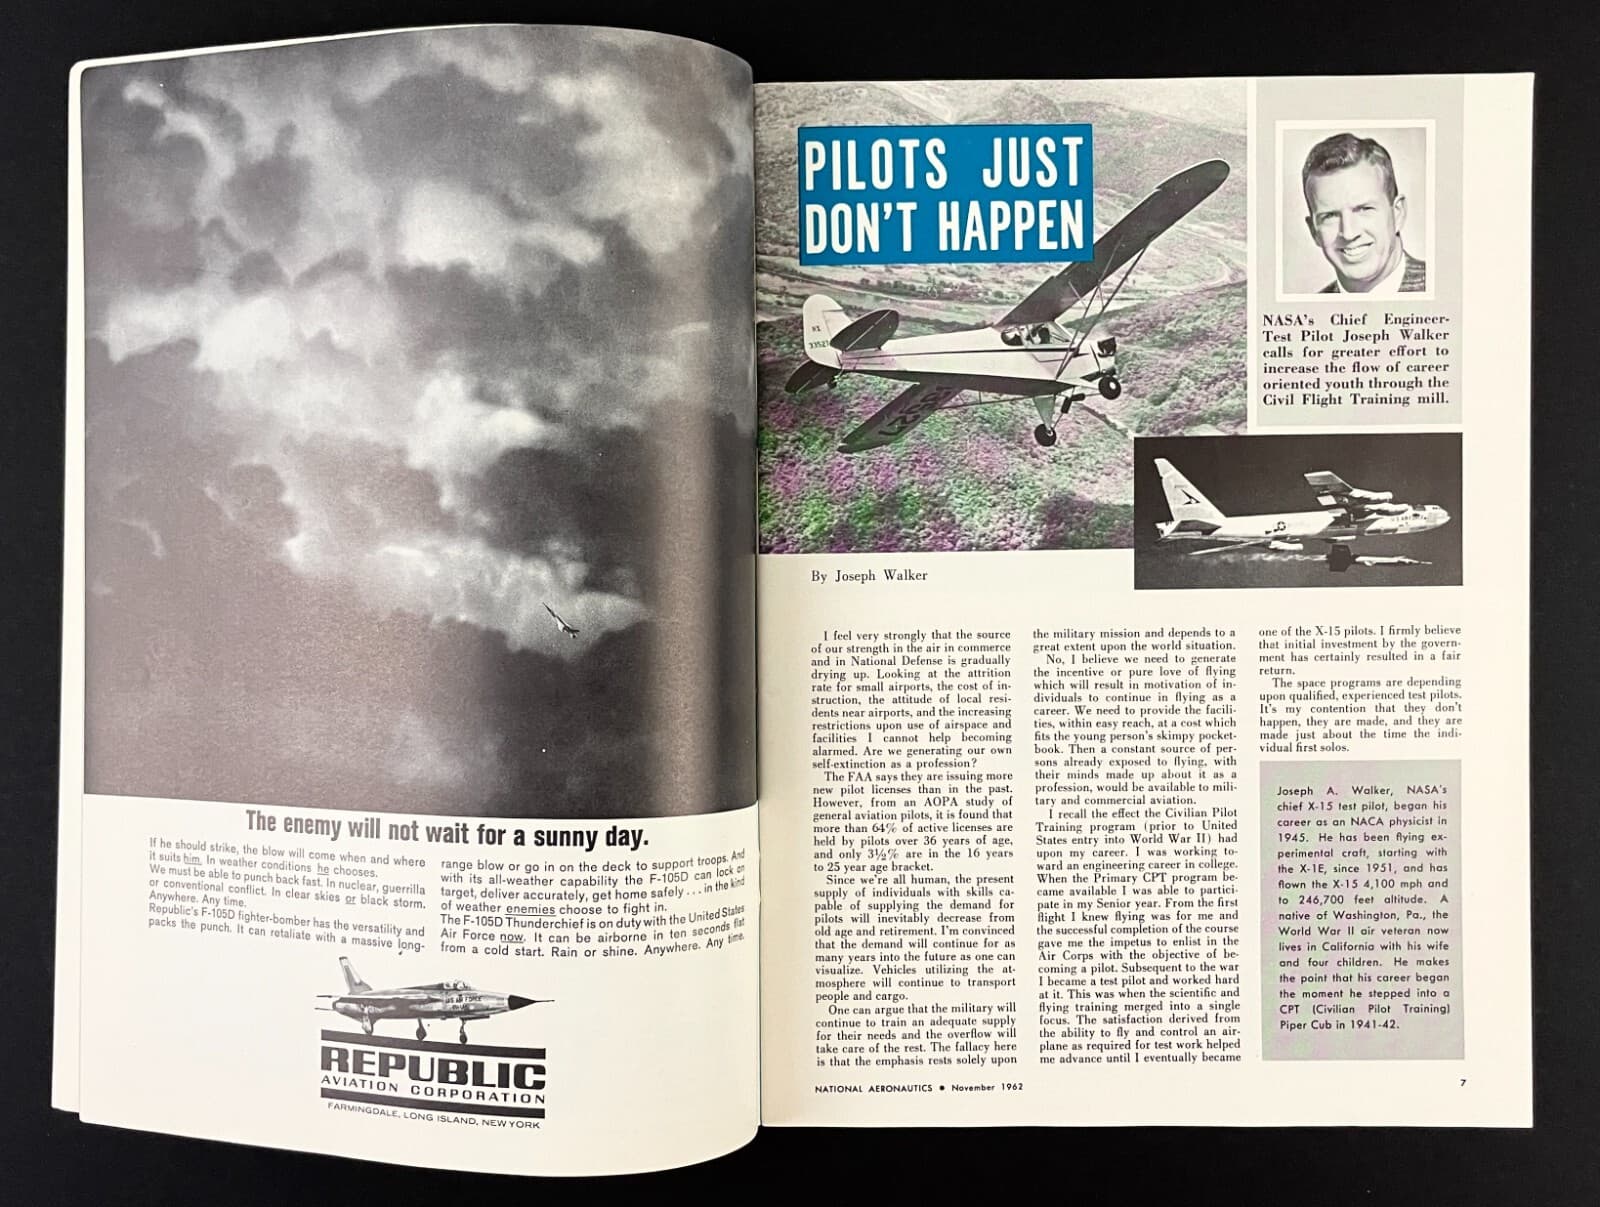 The enemy will not wait for a sunny day.
If he should strike, the blow will come when and where
it suits him. In weather conditions he chooses.
We must be able to punch back fast. In nuclear, guerrilla
or conventional conflict. In clear skies or black storm.
Anywhere. Any time.
Republic's F-105D fighter-bomber has the versatility and
packs the punch. It can retaliate with a massive long-
range blow or go in on the deck to support troops. And
with its all-weather capability the F-105D can lock on
target, deliver accurately, get home safely...in the kind
of weather enemies choose to fight in.
The F-105D Thunderchief is on duty with the United States
Air Force now. It can be airborne in ten seconds flat
from a cold start. Rain or shine. Anywhere. Any time.
US AIR FORCE
REPUBLIC
AVIATION CORPORATION
FARMINGDALE, LONG ISLAND, NEW YORK
PILOTS JUST
DON'T HAPPEN
NASA's Chief Engineer-
Test Pilot Joseph Walker
calls for greater effort to
increase the flow of career
oriented youth through the
Civil Flight Training mill.
By Joseph Walker
I feel very strongly that the source
of our strength in the air in commerce
and in National Defense is gradually
drying up. Looking at the attrition
rate for small airports, the cost of in-
struction, the attitude of local resi-
dents near airports, and the increasing
restrictions upon use of airspace and
facilities I cannot help becoming
alarmed. Are we generating our own
self-extinction as a profession?
The FAA says they are issuing more
new pilot licenses than in the past.
However, from an AOPA study of
general aviation pilots, it is found that
more than 64% of active licenses are
held by pilots over 36 years of age,
and only 3½% are in the 16 years
to 25 year age bracket.
Since we're all human, the present
supply of individuals with skills ca-
pable of supplying the demand for
pilots will inevitably decrease from
old age and retirement. I'm convinced
that the demand will continue for as
many years into the future as one can
visualize. Vehicles utilizing the at-
mosphere will continue to transport
people and cargo.
One can argue that the military will
continue to train an adequate supply
for their needs and the overflow will
take care of the rest. The fallacy here
is that the emphasis rests solely upon
the military mission and depends to a
great extent upon the world situation.
No, I believe we need to generate
the incentive or pure love of flying
which will result in motivation of in-
dividuals to continue in flying as a
career. We need to provide the facili-
ties, within easy reach, at a cost which
fits the young person's skimpy pocket-
book. Then a constant source of per-
sons already exposed to flying, with
their minds made up about it as a
profession, would be available to mili-
tary and commercial aviation.
I recall the effect the Civilian Pilot
Training program (prior to United
States entry into World War II) had
upon my career. I was working to-
ward an engineering career in college.
When the Primary CPT program be-
came available I was able to partici-
pate in my Senior year. From the first
flight I knew flying was for me and
the successful completion of the course
gave me the impetus to enlist in the
Air Corps with the objective of be-
coming a pilot. Subsequent to the war
I became a test pilot and worked hard
at it. This was when the scientific and
flying training merged into a single
focus. The satisfaction derived from
the ability to fly and control an air-
plane as required for test work helped
me advance until I eventually became
one of the X-15 pilots. I firmly believe
that initial investment by the govern-
ment has certainly resulted in a fair
return.
The space programs are depending
upon qualified, experienced test pilots.
It's my contention that they don't
happen, they are made, and they are
made just about the time the indi-
vidual first solos.
Joseph A. Walker, NASA's
chief X-15 test pilot, began his
career as an NACA physicist in
1945. He has been flying ex-
perimental craft, starting with
the X-1E, since 1951, and has
flown the X-15 4,100 mph and
to 246,700 feet altitude. A
native of Washington, Pa., the
World War II air veteran now
lives in California with his wife
and four children. He makes
the point that his career began
the moment he stepped into a
CPT (Civilian Pilot Training)
Piper Cub in 1941-42.
NATIONAL AERONAUTICS • November 1962
7